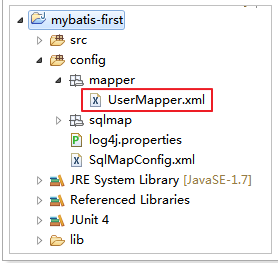 mybatis-first
src
config
mapper
UserMapper.xml
sqlmap
log4j.properties
SqlMapConfig.xml
JRE System Library [JavaSE-1.7]
Referenced Libraries
JUnit 4
lib